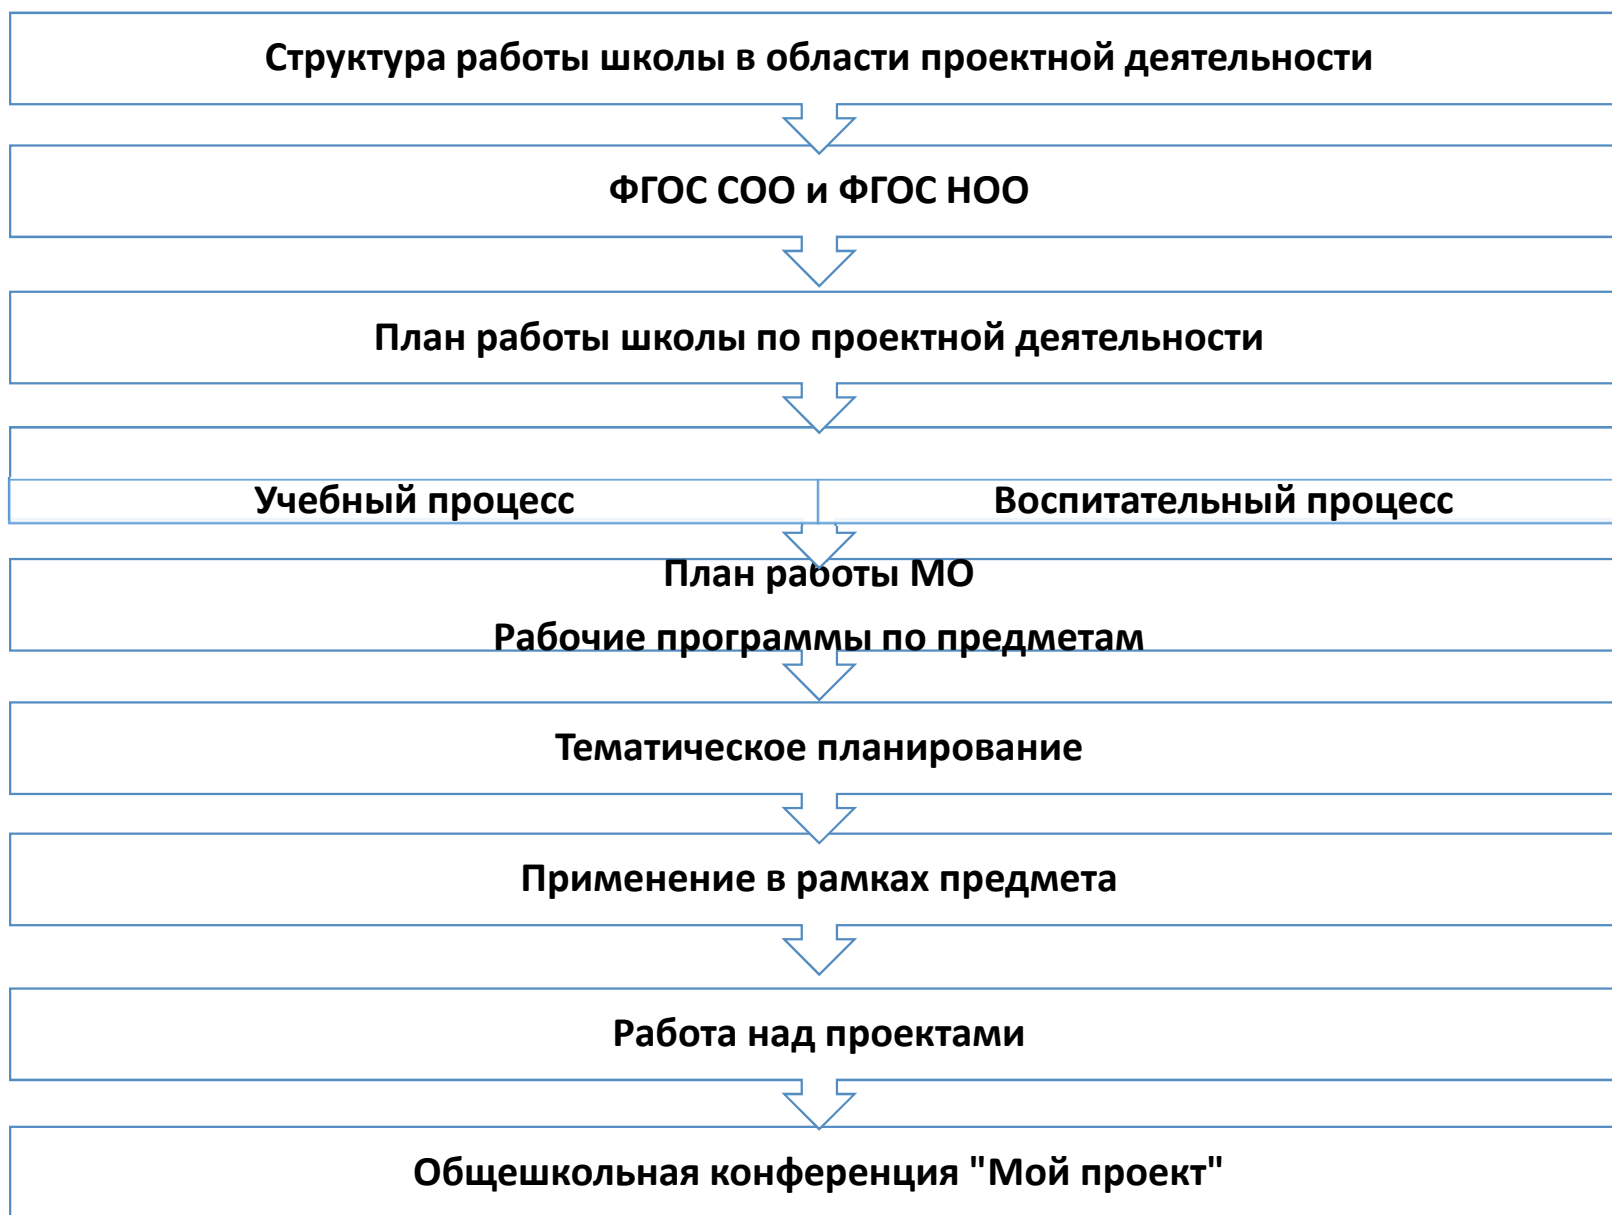 Структура работы школы в области проектной деятельности
ФГОС СОО и ФГОС НОО
План работы школы по проектной деятельности
Учебный процесс
Воспитательный процесс
План работы МО
Рабочие программы по предметам
Тематическое планирование
Применение в рамках предмета
Работа над проектами
Общешкольная конференция "Мой проект"